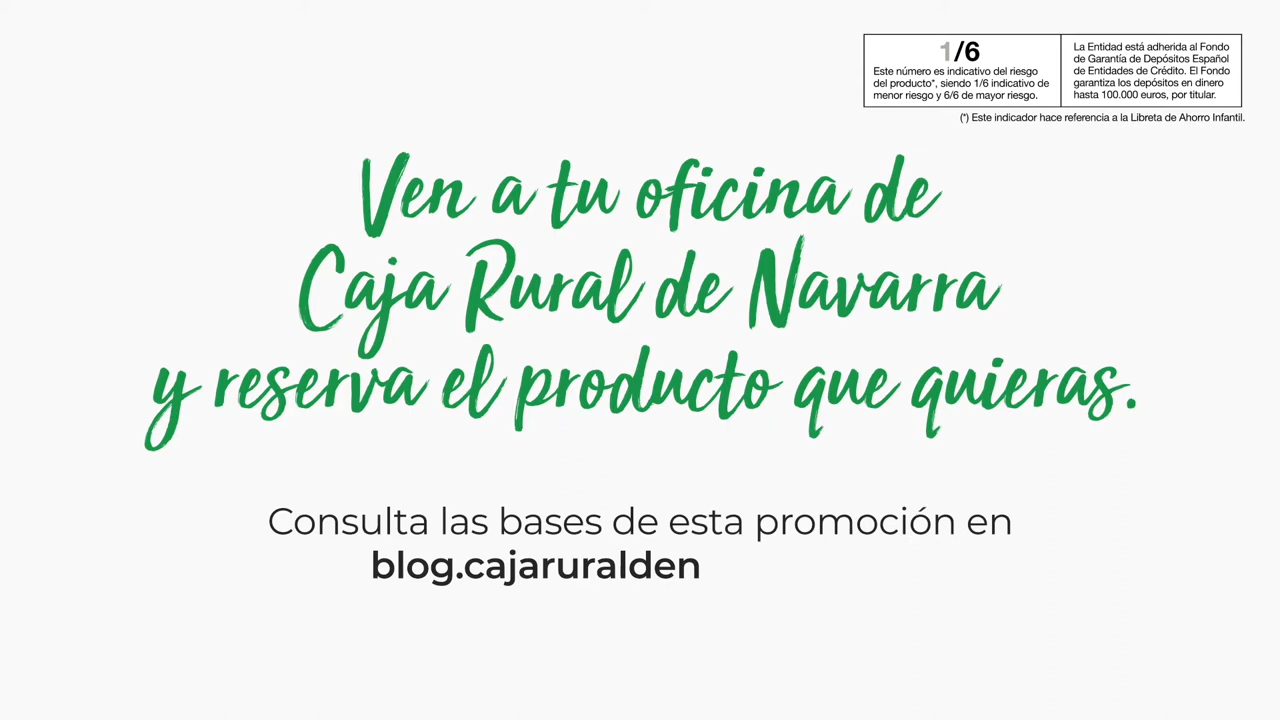 1/6
Este número es indicativo del riesgo
del producto*, siendo 1/6 indicativo de
menor riesgo y 6/6 de mayor riesgo.
La Entidad está adherida al Fondo
de Garantía de Depósitos Español
de Entidades de Crédito. El Fondo
garantiza los depósitos en dinero
hasta 100.000 euros, por titular.
(*) Este indicador hace referencia a la Libreta de Ahorro Infantil.
Ven a tu oficina de
Caja Rural de Navarra
y reserva el producto que quieras.
Consulta las bases de esta promoción en
blog.cajaruralden